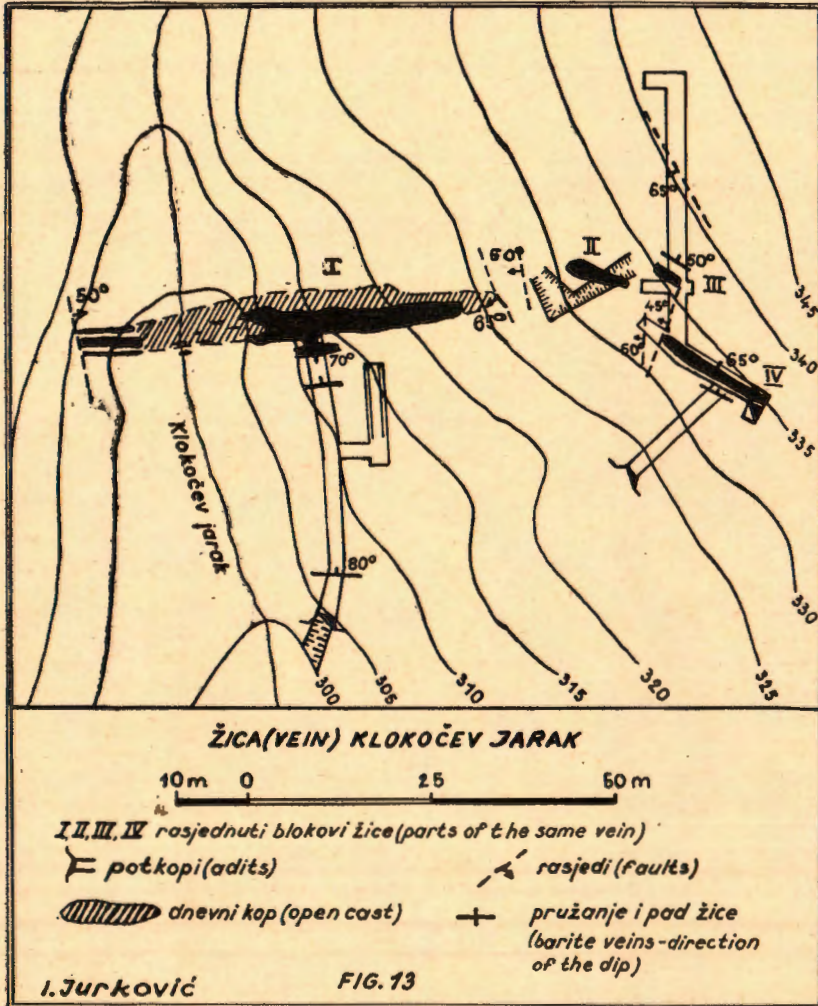 I
II
III
IV
50°
60°
65°
70°
80°
65°
50°
45°
60°
65°
Klokočev jarak
300
305
310
315
320
325
330
335
340
345
ŽICA(VEIN) KLOKOČEV JARAK
10 m 0 25 50 m
I,II,III,IV rasjednuti blokovi žice(parts of the same vein)
potkopi(adits)
rasjedi(faults)
dnevni kop(open cast)
pružanje i pad žice
(barite veins-direction
of the dip)
I.Jurković
FIG. 13